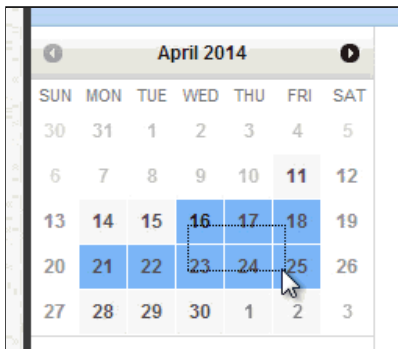 April 2014
SUN MON TUE WED THU FRI SAT
30 31 1 2 3 4 5
6 7 8 9 10 11 12
13 14 15 16 17 18 19
20 21 22 23 24 25 26
27 28 29 30 1 2 3